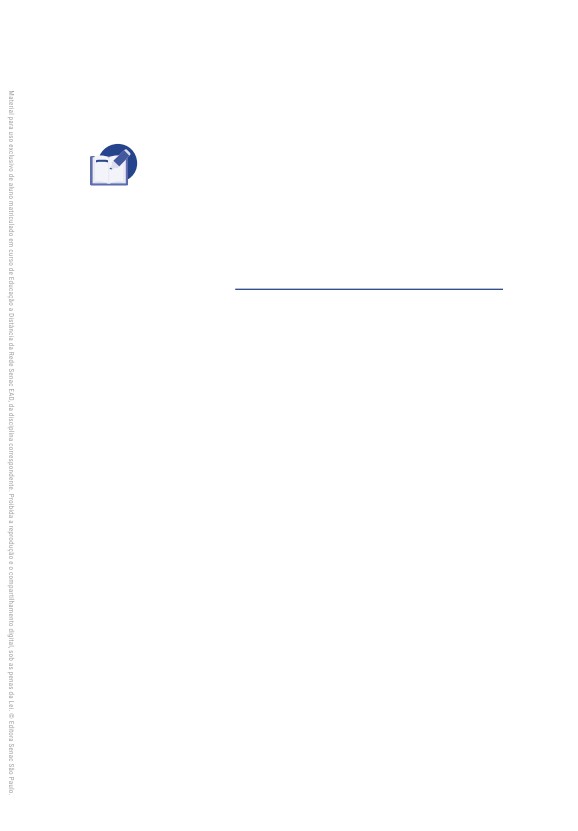 Material para uso exclusivo de aluno matriculado em curso de Educação a Distância da Rede Senac EAD, da disciplina correspondente. Proibida a reprodução e o compartilhamento digital, sob as penas da Lei. © Editora Senac São Paulo.